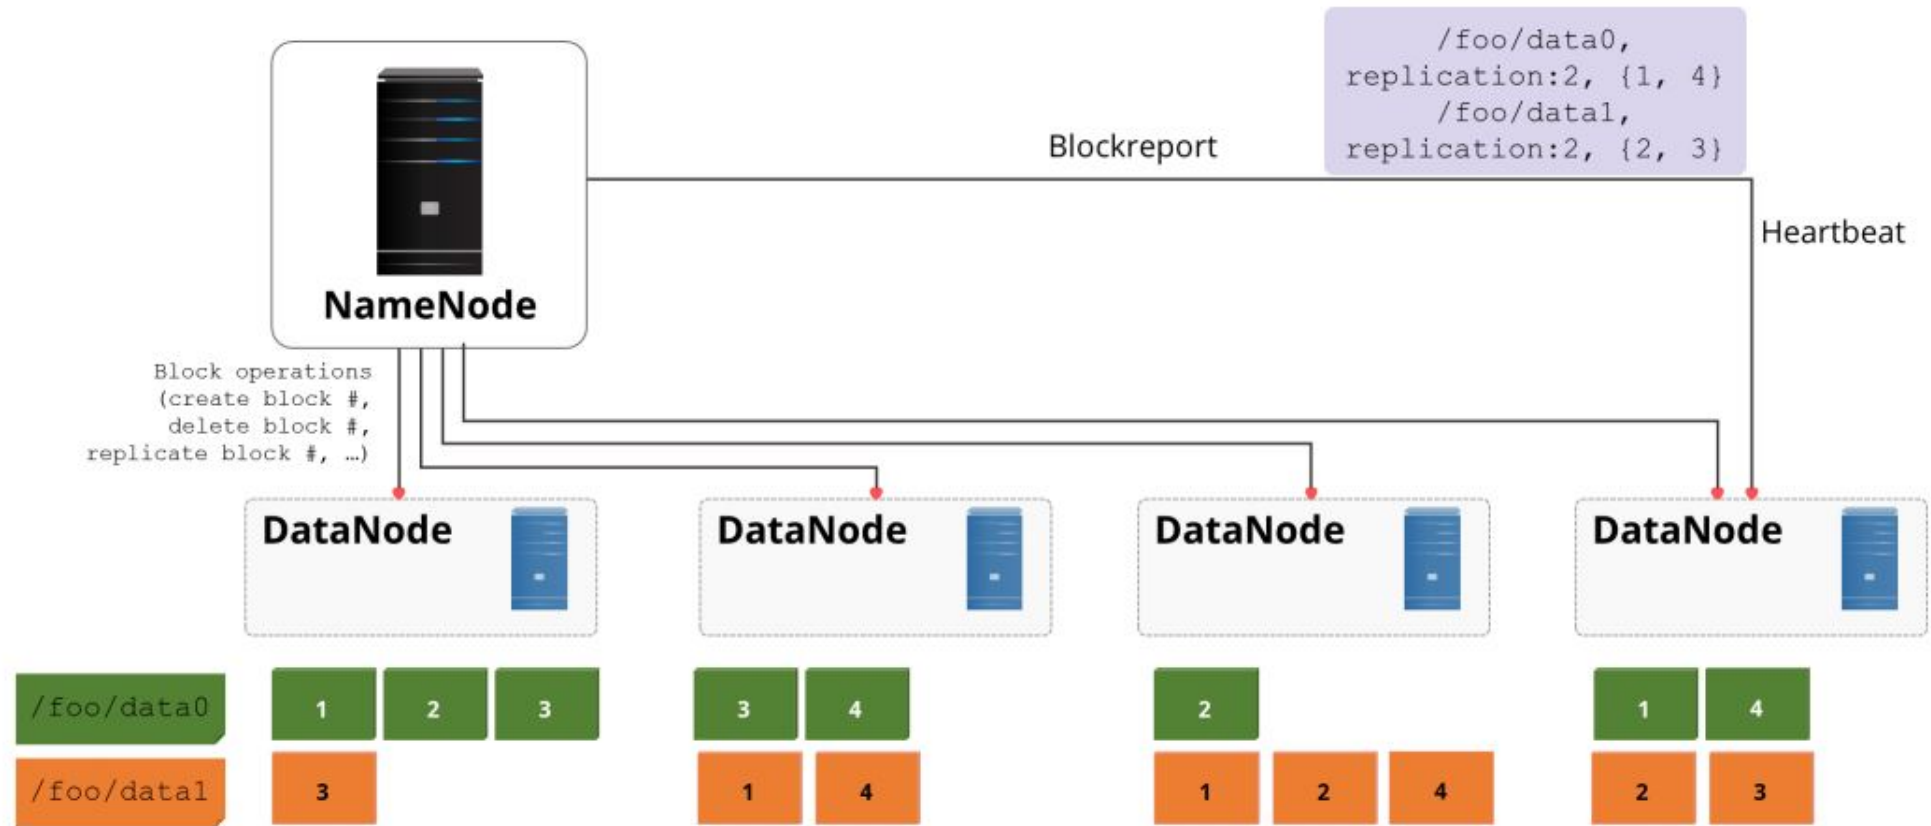 /foo/data0,
replication:2, {1, 4}
/foo/data1,
replication:2, {2, 3}
Blockreport
Heartbeat
NameNode
Block operations
(create block #,
delete block #,
replicate block #, …)
DataNode
DataNode
DataNode
DataNode
/foo/data0
1 2 3
3 4
2
1 4
/foo/data1
3
1 4
1 2 4
2 3